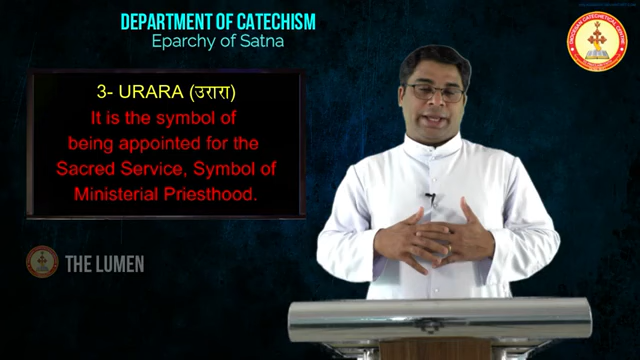 DEPARTMENT OF CATECHISM
Eparchy of Satna
3- URARA (उरारा)
It is the symbol of
being appointed for the
Sacred Service, Symbol of
Ministerial Priesthood.
THE LUMEN